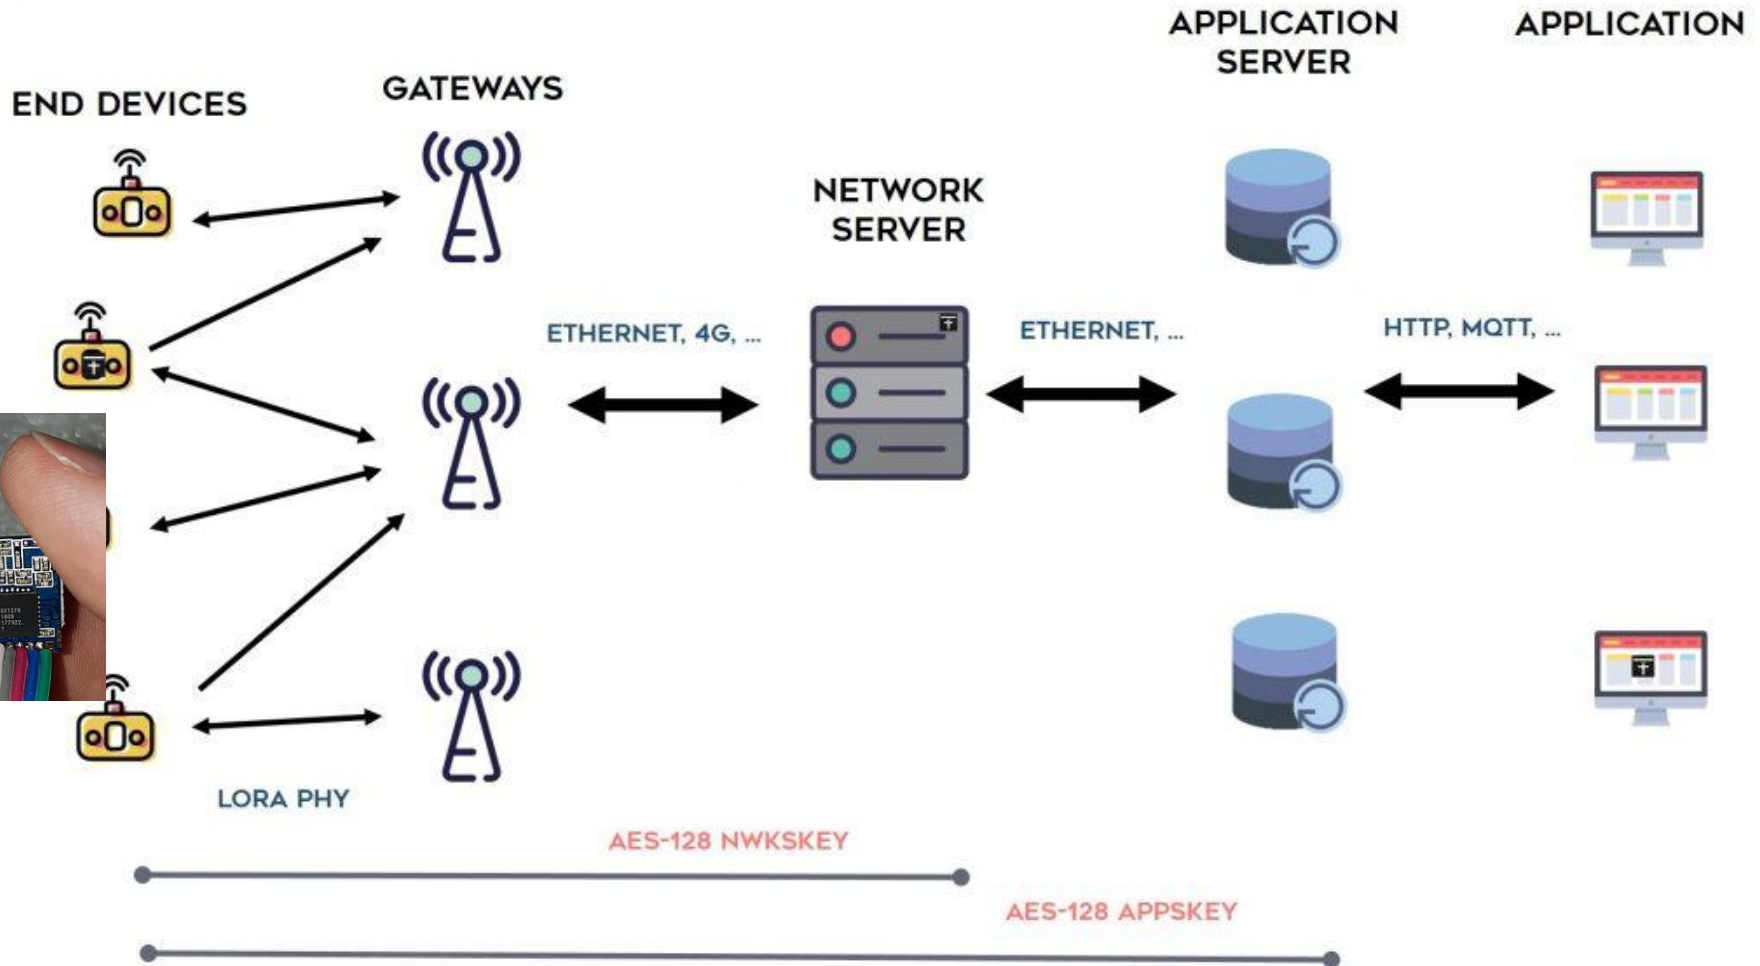 APPLICATION
SERVER
APPLICATION
END DEVICES
GATEWAYS
NETWORK
SERVER
ETHERNET, 4G, ...
ETHERNET, ...
HTTP, MQTT, ...
LORA PHY
AES-128 NWKSKEY
AES-128 APPSKEY